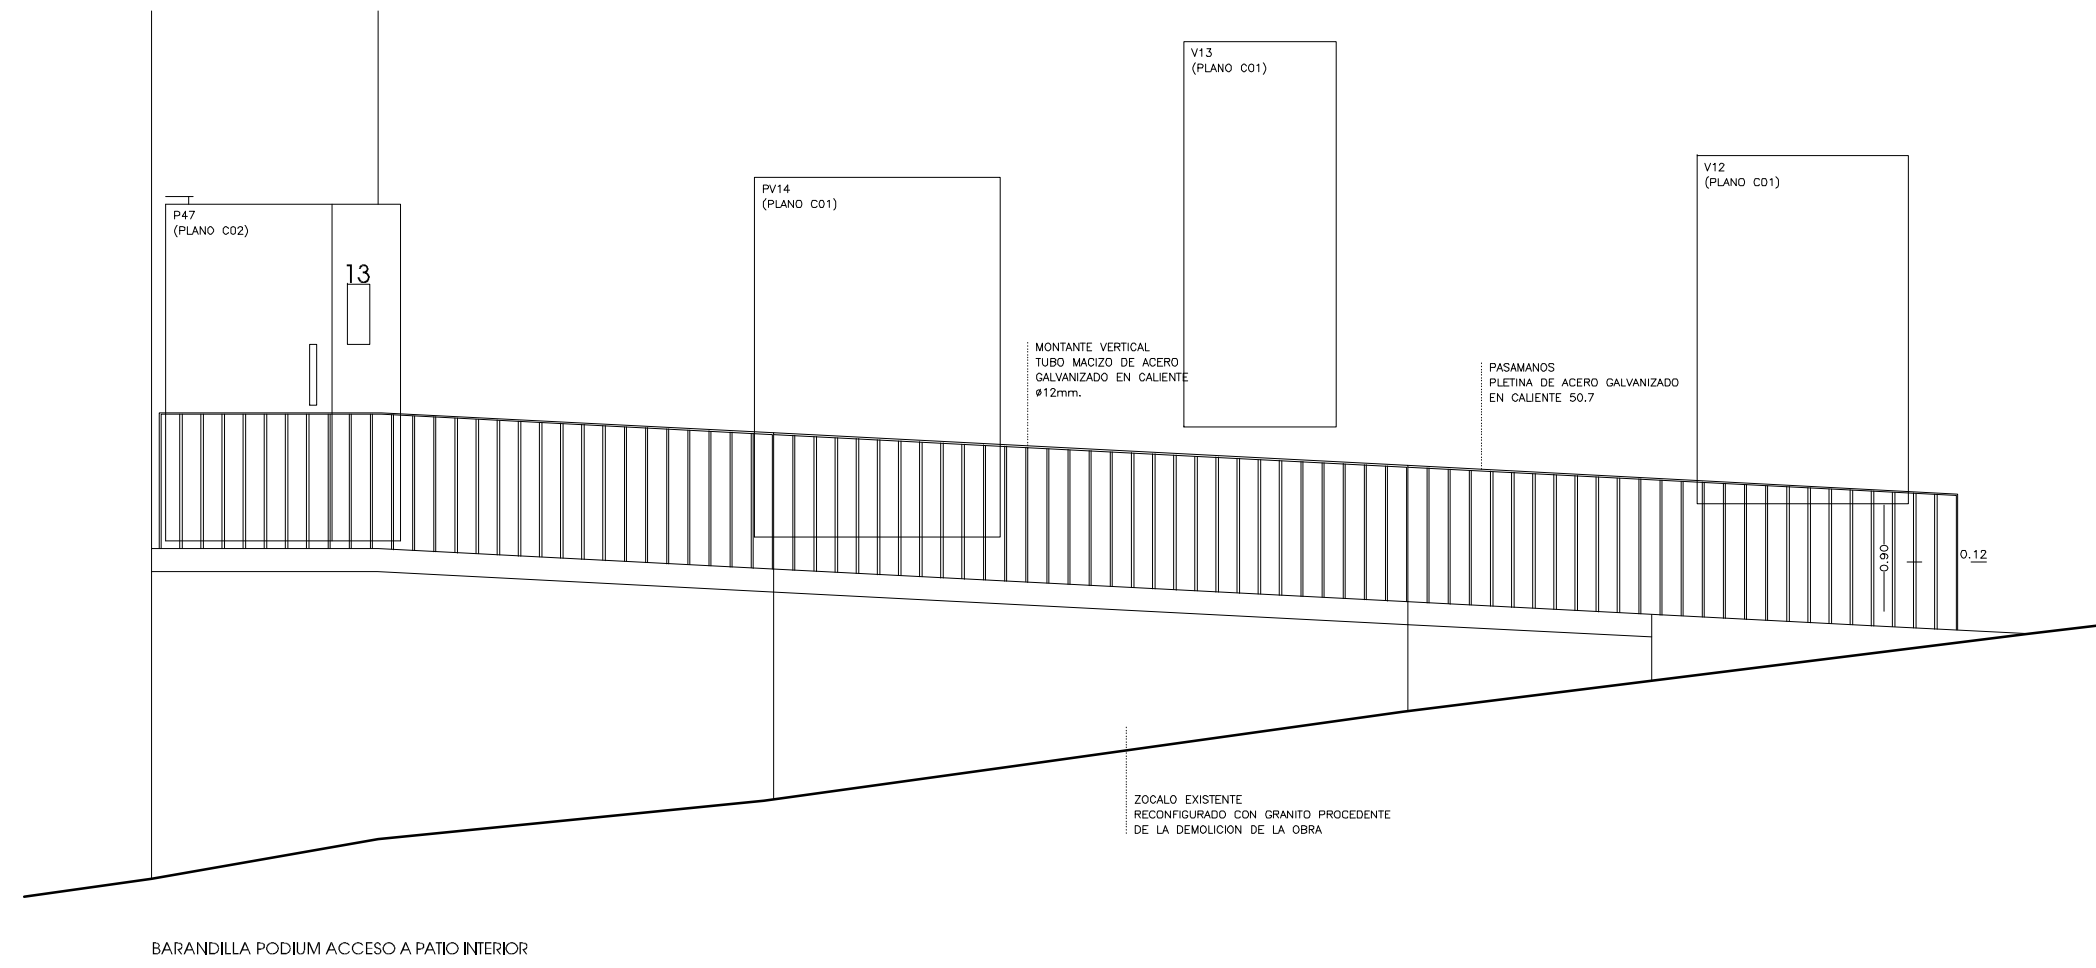 V13
(PLANO C01)
V12
(PLANO C01)
PV14
(PLANO C01)
P47
(PLANO C02)
13
MONTANTE VERTICAL
TUBO MACIZO DE ACERO
GALVANIZADO EN CALIENTE
ø12mm.
PASAMANOS
PLETINA DE ACERO GALVANIZADO
EN CALIENTE 50.7
0.90
0.12
ZOCALO EXISTENTE
RECONFIGURADO CON GRANITO PROCEDENTE
DE LA DEMOLICION DE LA OBRA
BARANDILLA PODIUM ACCESO A PATIO INTERIOR